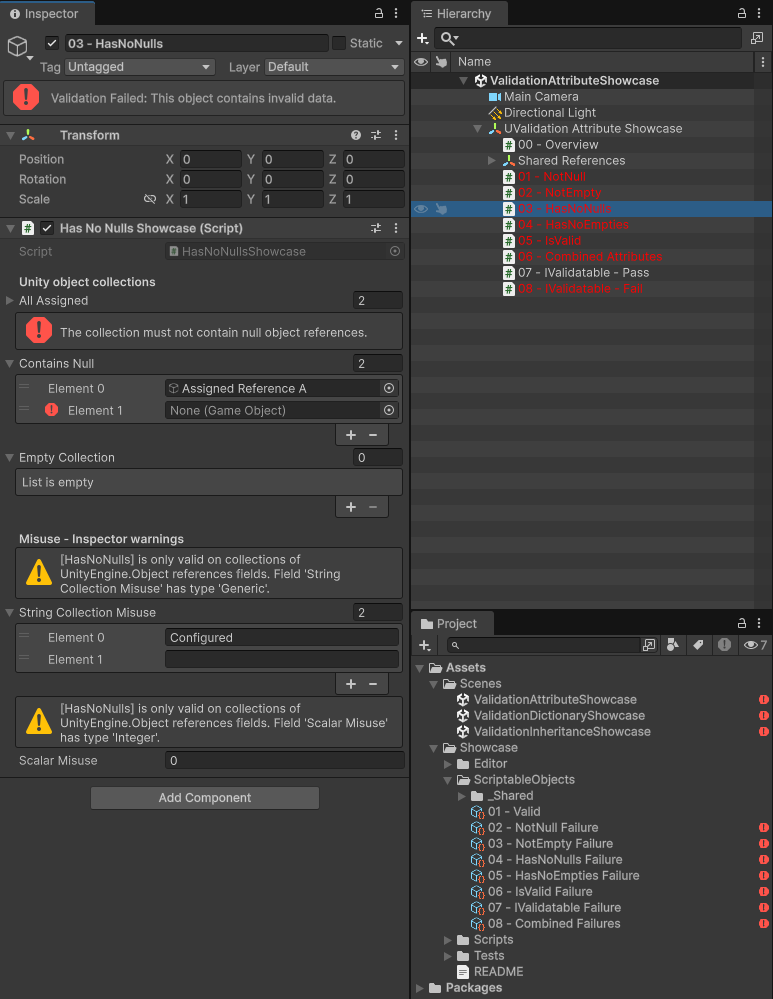 Inspector
03 - HasNoNulls
Static
Tag Untagged Layer Default
Validation Failed: This object contains invalid data.
Transform
Position X 0 Y 0 Z 0
Rotation X 0 Y 0 Z 0
Scale X 1 Y 1 Z 1
Has No Nulls Showcase (Script)
Script # HasNoNullsShowcase
Unity object collections
All Assigned 2
The collection must not contain null object references.
Contains Null 2
Element 0 Assigned Reference A
Element 1 None (Game Object)
+ −
Empty Collection 0
List is empty
+ −
Misuse - Inspector warnings
[HasNoNulls] is only valid on collections of
UnityEngine.Object references fields. Field 'String
Collection Misuse' has type 'Generic'.
String Collection Misuse 2
Element 0 Configured
Element 1
+ −
[HasNoNulls] is only valid on collections of
UnityEngine.Object references fields. Field 'Scalar Misuse'
has type 'Integer'.
Scalar Misuse 0
Add Component
Hierarchy
Name
ValidationAttributeShowcase
Main Camera
Directional Light
UValidation Attribute Showcase
# 00 - Overview
Shared References
# 01 - NotNull
# 02 - NotEmpty
# 03 - HasNoNulls
# 04 - HasNoEmpties
# 05 - IsValid
# 06 - Combined Attributes
# 07 - IValidatable - Pass
# 08 - IValidatable - Fail
Project
7
Assets
Scenes
ValidationAttributeShowcase
ValidationDictionaryShowcase
ValidationInheritanceShowcase
Showcase
Editor
ScriptableObjects
_Shared
01 - Valid
02 - NotNull Failure
03 - NotEmpty Failure
04 - HasNoNulls Failure
05 - HasNoEmpties Failure
06 - IsValid Failure
07 - IValidatable Failure
08 - Combined Failures
Scripts
Tests
README
Packages